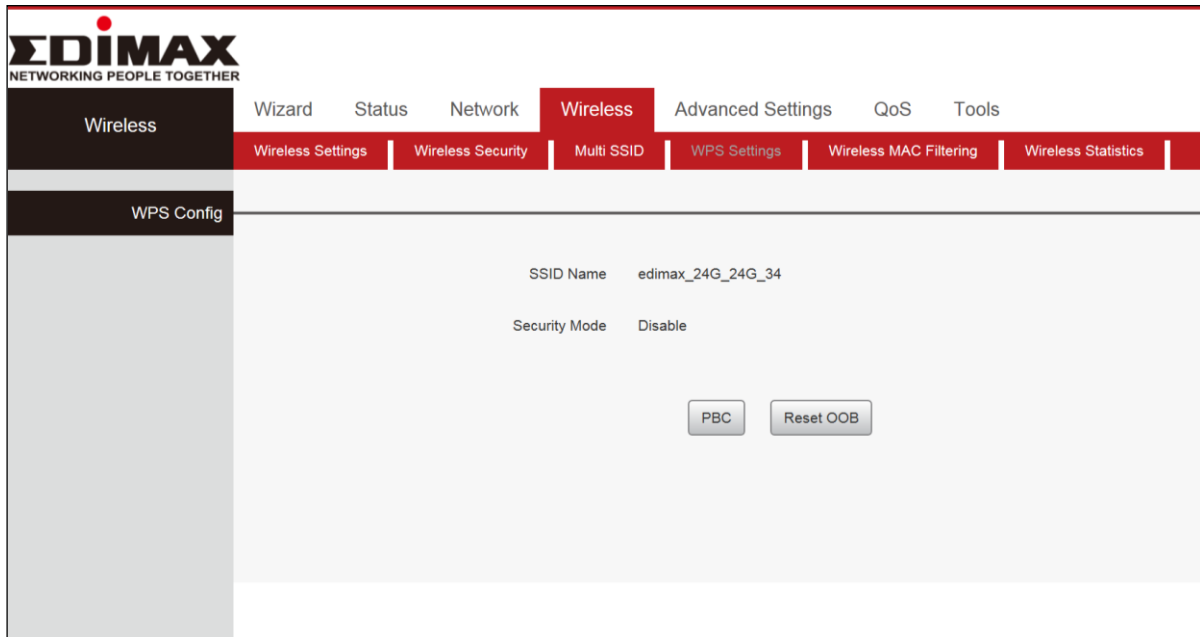 EDIMAX
NETWORKING PEOPLE TOGETHER
Wireless
Wizard Status Network Wireless Advanced Settings QoS Tools
Wireless Settings Wireless Security Multi SSID WPS Settings Wireless MAC Filtering Wireless Statistics
WPS Config
SSID Name edimax_24G_24G_34
Security Mode Disable
PBC Reset OOB